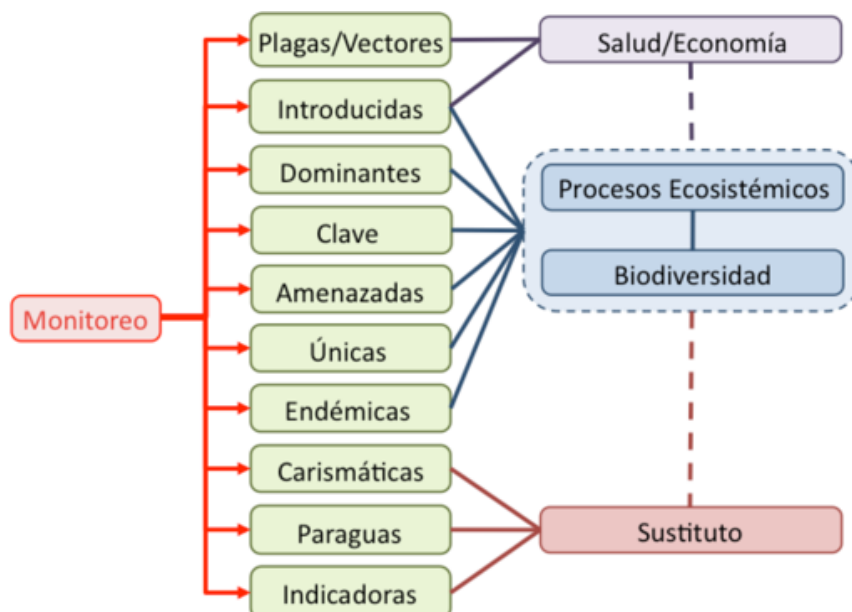 Plagas/Vectores
Salud/Economía
Introducidas
Dominantes
Procesos Ecosistémicos
Clave
Biodiversidad
Amenazadas
Monitoreo
Únicas
Endémicas
Carismáticas
Paraguas
Sustituto
Indicadoras